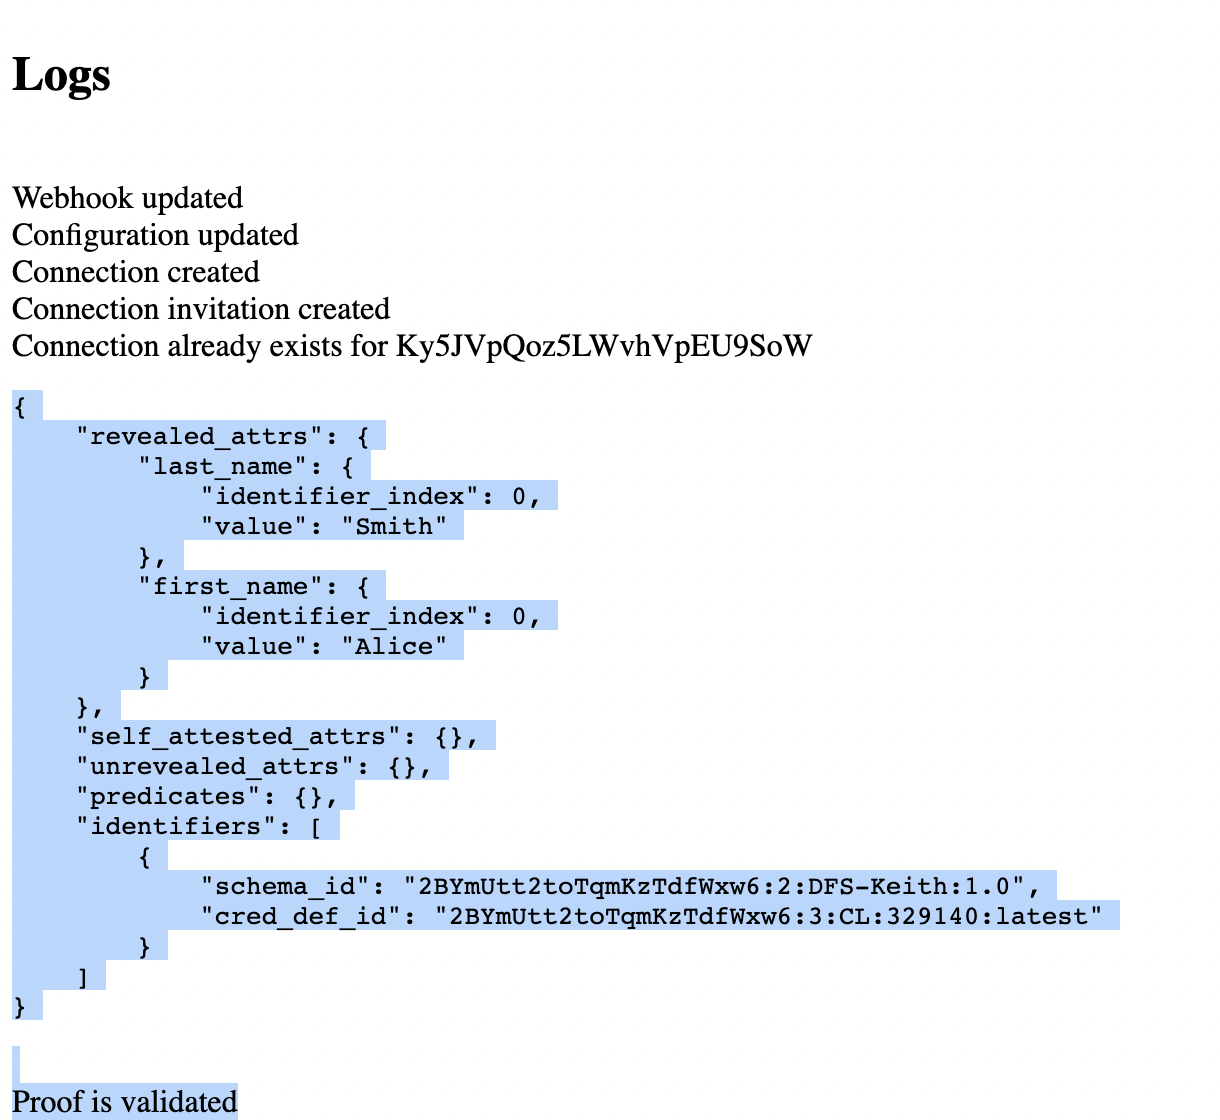 Logs
Webhook updated
Configuration updated
Connection created
Connection invitation created
Connection already exists for Ky5JVpQoz5LWvhVpEU9SoW
{
    "revealed_attrs": {
        "last_name": {
            "identifier_index": 0,
            "value": "Smith"
        },
        "first_name": {
            "identifier_index": 0,
            "value": "Alice"
        }
    },
    "self_attested_attrs": {},
    "unrevealed_attrs": {},
    "predicates": {},
    "identifiers": [
        {
            "schema_id": "2BYmUtt2toTqmKzTdfWxw6:2:DFS-Keith:1.0",
            "cred_def_id": "2BYmUtt2toTqmKzTdfWxw6:3:CL:329140:latest"
        }
    ]
}
Proof is validated